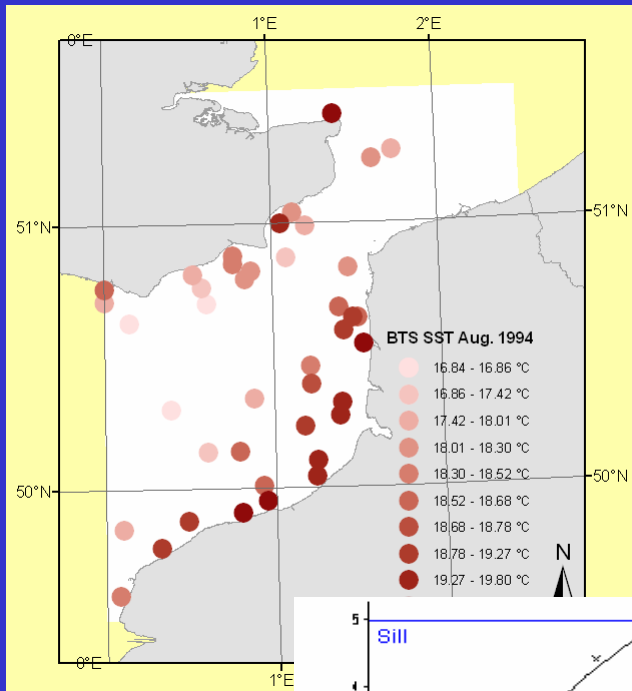 1°E
2°E
0°E
51°N
51°N
BTS SST Aug. 1994
16.84 - 16.86 °C
16.86 - 17.42 °C
17.42 - 18.01 °C
18.01 - 18.30 °C
18.30 - 18.52 °C
18.52 - 18.68 °C
18.68 - 18.78 °C
18.78 - 19.27 °C
19.27 - 19.80 °C
50°N
50°N
N
0°E
1°E
5
Sill